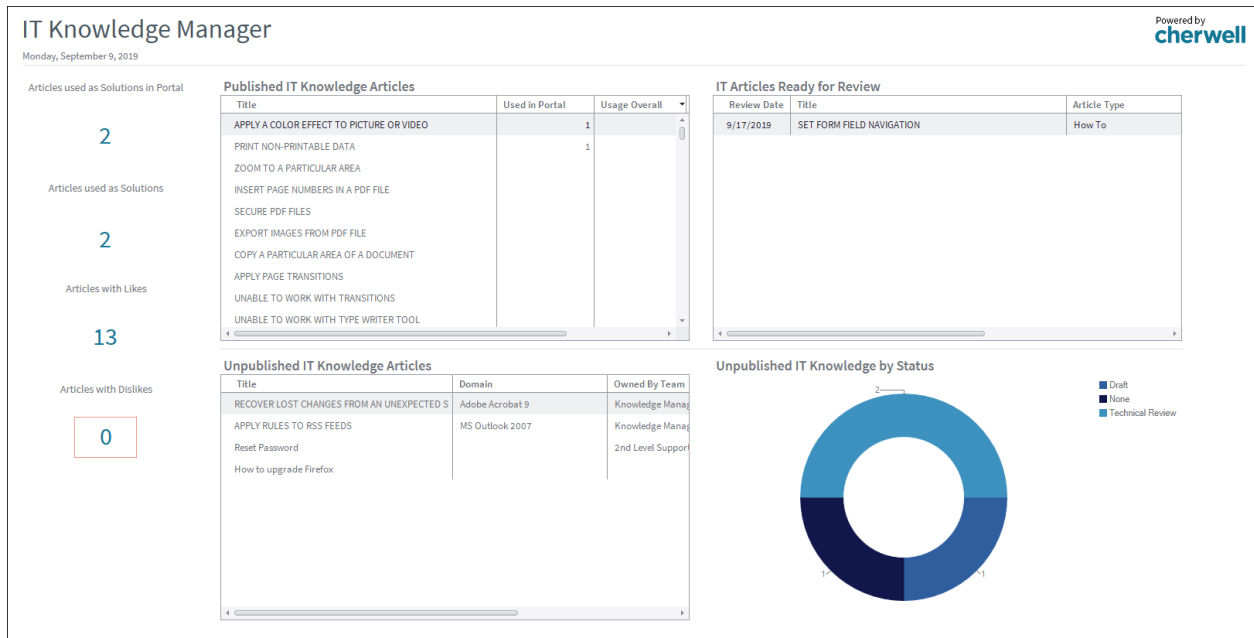 IT Knowledge Manager
Powered by
cherwell
Monday, September 9, 2019
Articles used as Solutions in Portal
2
Articles used as Solutions
2
Articles with Likes
13
Articles with Dislikes
0
Published IT Knowledge Articles
Title Used in Portal Usage Overall
APPLY A COLOR EFFECT TO PICTURE OR VIDEO 1
PRINT NON-PRINTABLE DATA 1
ZOOM TO A PARTICULAR AREA
INSERT PAGE NUMBERS IN A PDF FILE
SECURE PDF FILES
EXPORT IMAGES FROM PDF FILE
COPY A PARTICULAR AREA OF A DOCUMENT
APPLY PAGE TRANSITIONS
UNABLE TO WORK WITH TRANSITIONS
UNABLE TO WORK WITH TYPE WRITER TOOL
IT Articles Ready for Review
Review Date Title Article Type
9/17/2019 SET FORM FIELD NAVIGATION How To
Unpublished IT Knowledge Articles
Title Domain Owned By Team
RECOVER LOST CHANGES FROM AN UNEXPECTED S Adobe Acrobat 9 Knowledge Manag
APPLY RULES TO RSS FEEDS MS Outlook 2007 Knowledge Manag
Reset Password 2nd Level Support
How to upgrade Firefox
Unpublished IT Knowledge by Status
2
1
1
Draft
None
Technical Review